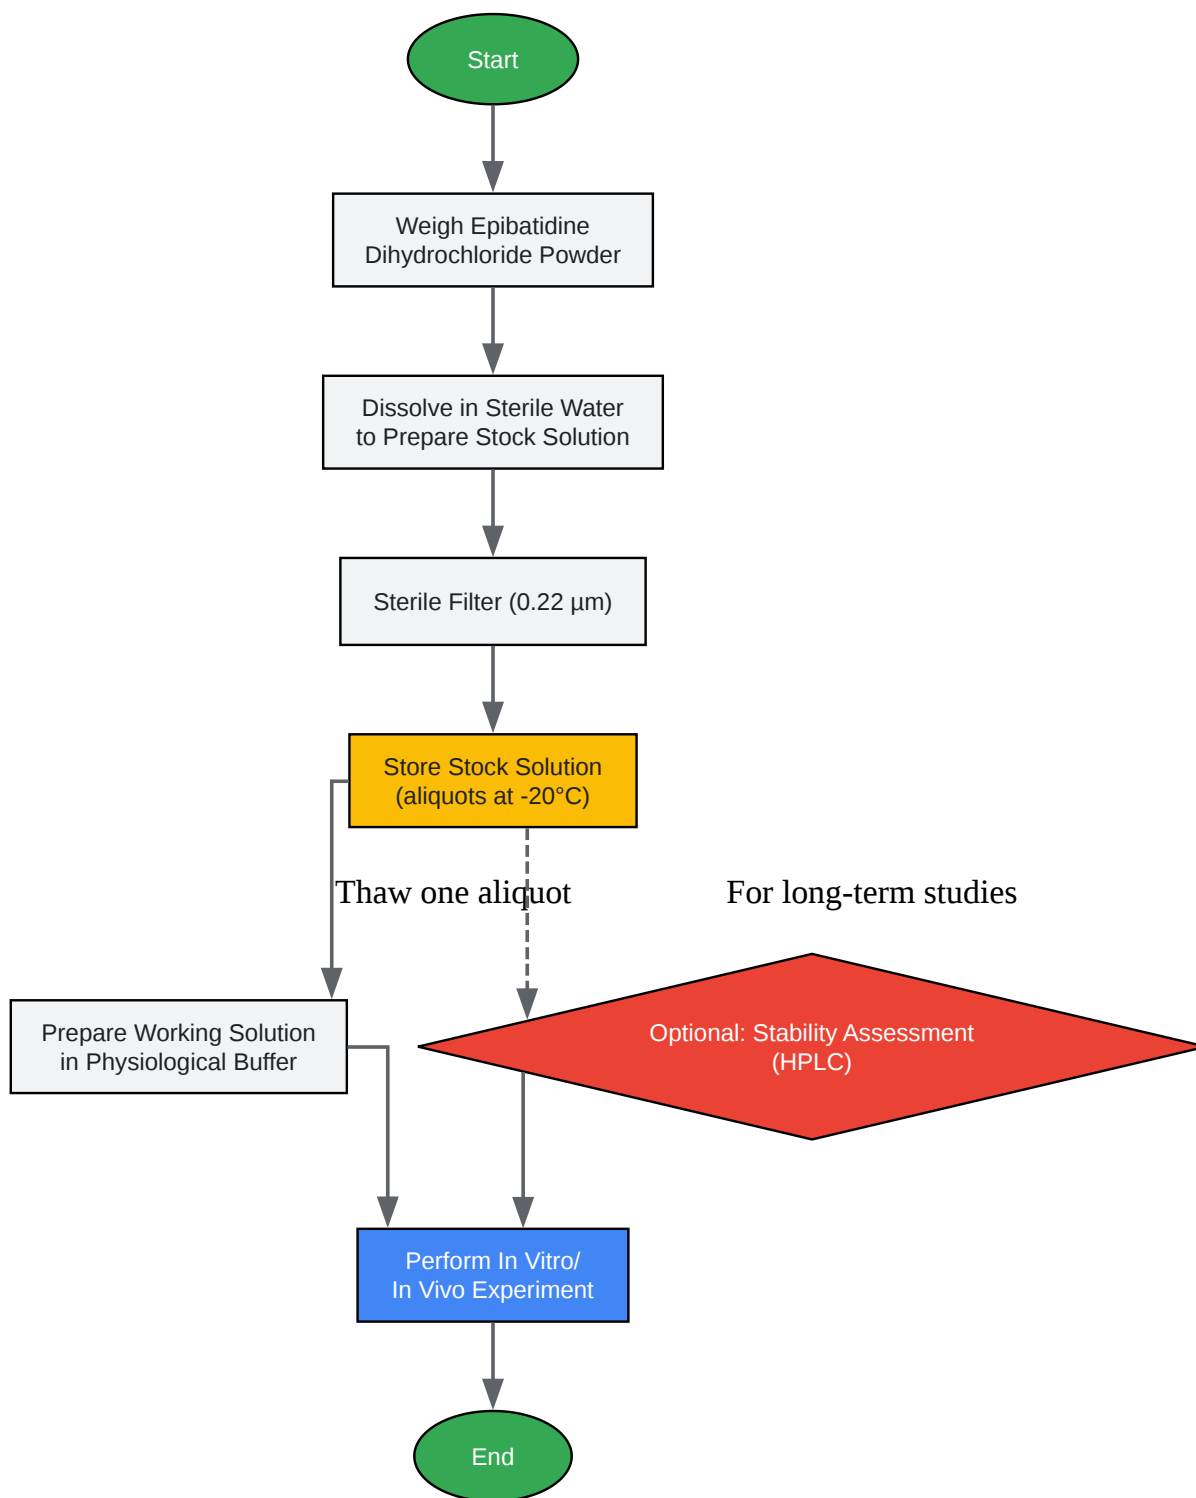 Start
Weigh Epibatidine
Dihydrochloride Powder
Dissolve in Sterile Water
to Prepare Stock Solution
Sterile Filter (0.22 µm)
Store Stock Solution
(aliquots at -20°C)
Thaw one aliquot
For long-term studies
Prepare Working Solution
in Physiological Buffer
Optional: Stability Assessment
(HPLC)
Perform In Vitro/
In Vivo Experiment
End